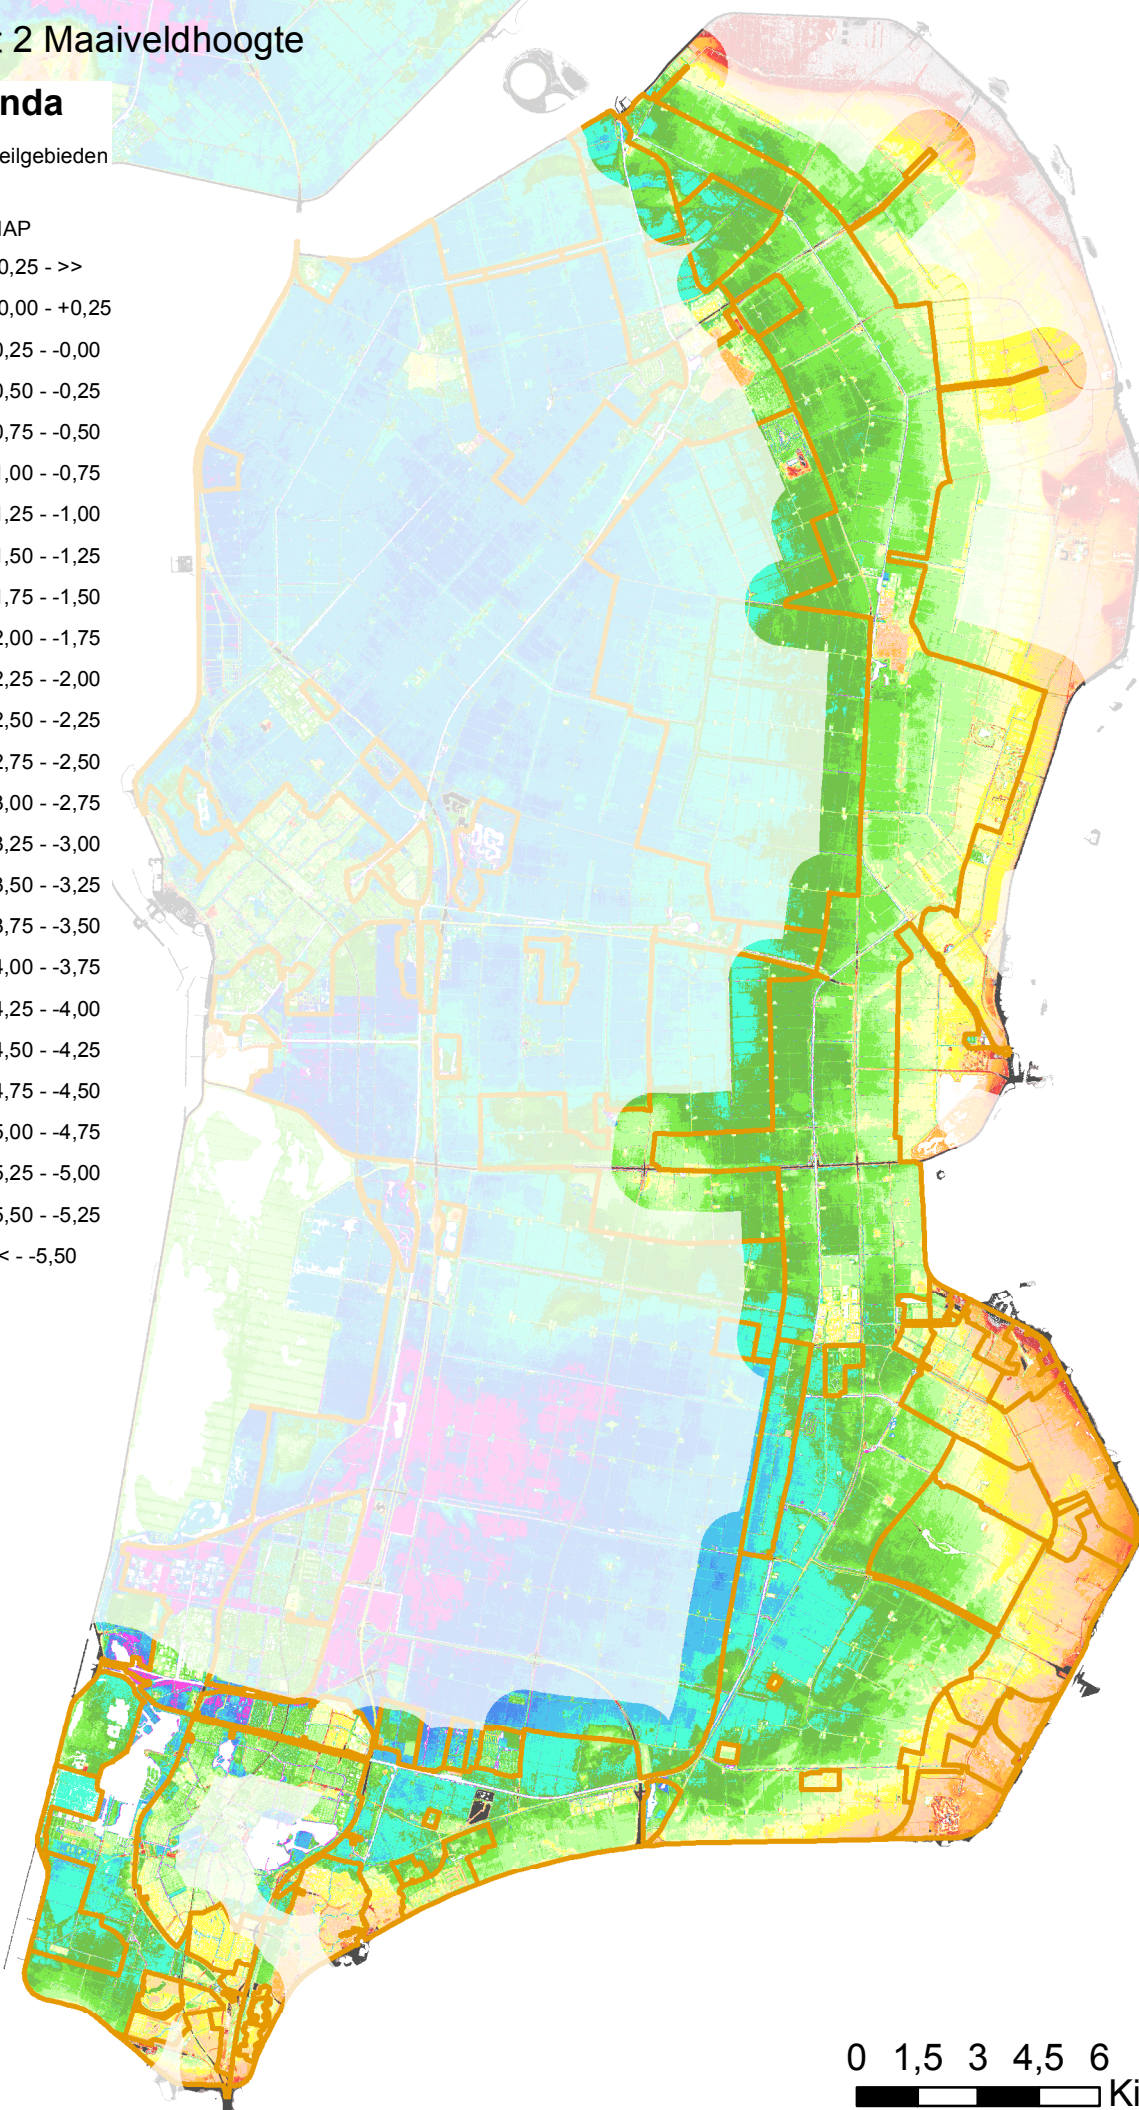 : 2 Maaiveldhoogte
nda
eilgebieden
NAP
0,25 - >>
0,00 - +0,25
0,25 - -0,00
0,50 - -0,25
0,75 - -0,50
1,00 - -0,75
1,25 - -1,00
1,50 - -1,25
1,75 - -1,50
2,00 - -1,75
2,25 - -2,00
2,50 - -2,25
2,75 - -2,50
3,00 - -2,75
3,25 - -3,00
3,50 - -3,25
3,75 - -3,50
4,00 - -3,75
4,25 - -4,00
4,50 - -4,25
4,75 - -4,50
5,00 - -4,75
5,25 - -5,00
5,50 - -5,25
< - -5,50
0 1,5 3 4,5 6
Ki